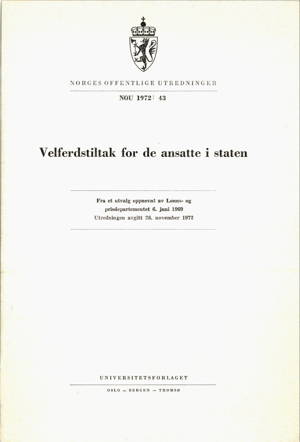 NORGES OFFENTLIGE UTREDNINGER
NOU 1972: 43
Velferdstiltak for de ansatte i staten
Fra et utvalg oppnevnt av Lønns- og
prisdepartementet 6. juni 1969
Utredningen avgitt 28. november 1972
UNIVERSITETSFORLAGET
OSLO — BERGEN — TROMSØ